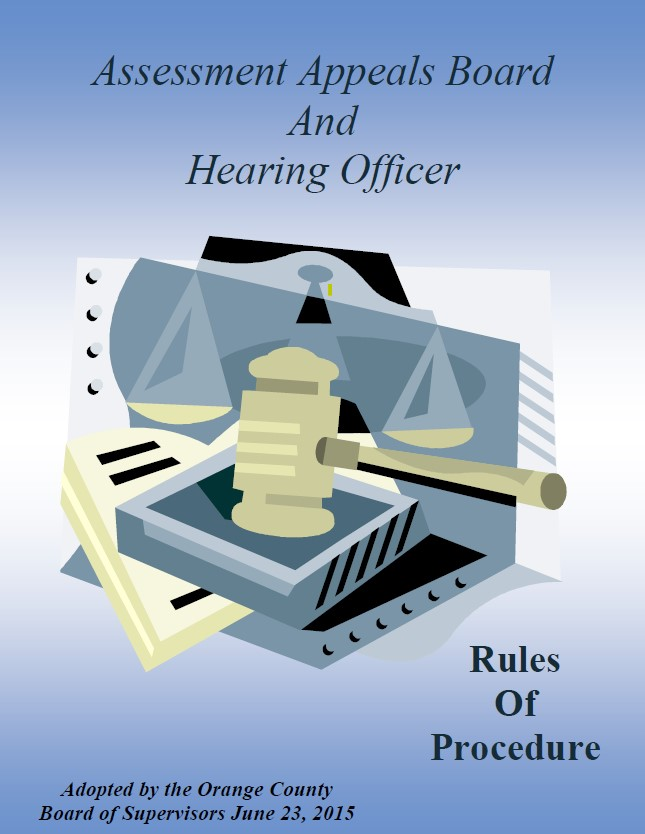 Assessment Appeals Board
And
Hearing Officer
Rules
Of
Procedure
Adopted by the Orange County
Board of Supervisors June 23, 2015